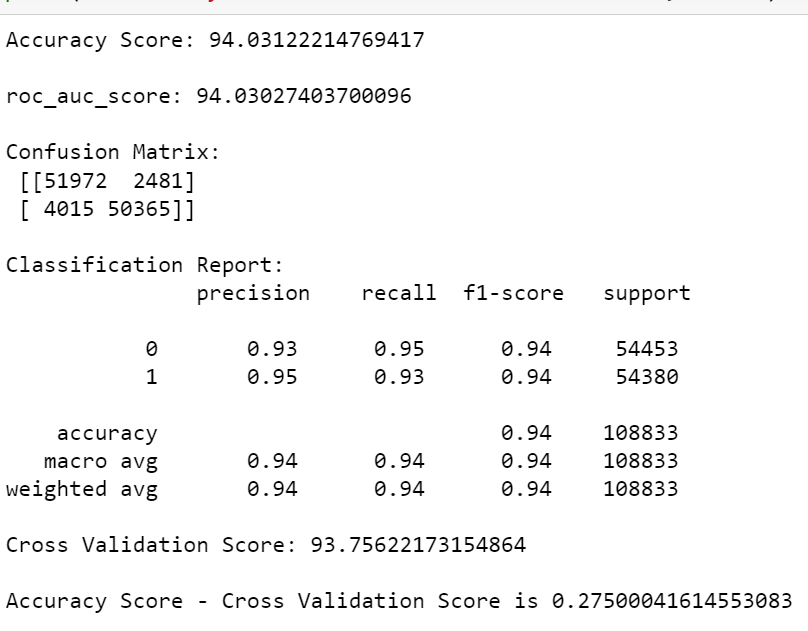 Accuracy Score: 94.03122214769417
roc_auc_score: 94.03027403700096
Confusion Matrix:
[[51972 2481]
[ 4015 50365]]
Classification Report:
precision recall f1-score support
0 0.93 0.95 0.94 54453
1 0.95 0.93 0.94 54380
accuracy 0.94 108833
macro avg 0.94 0.94 0.94 108833
weighted avg 0.94 0.94 0.94 108833
Cross Validation Score: 93.75622173154864
Accuracy Score - Cross Validation Score is 0.27500041614553083